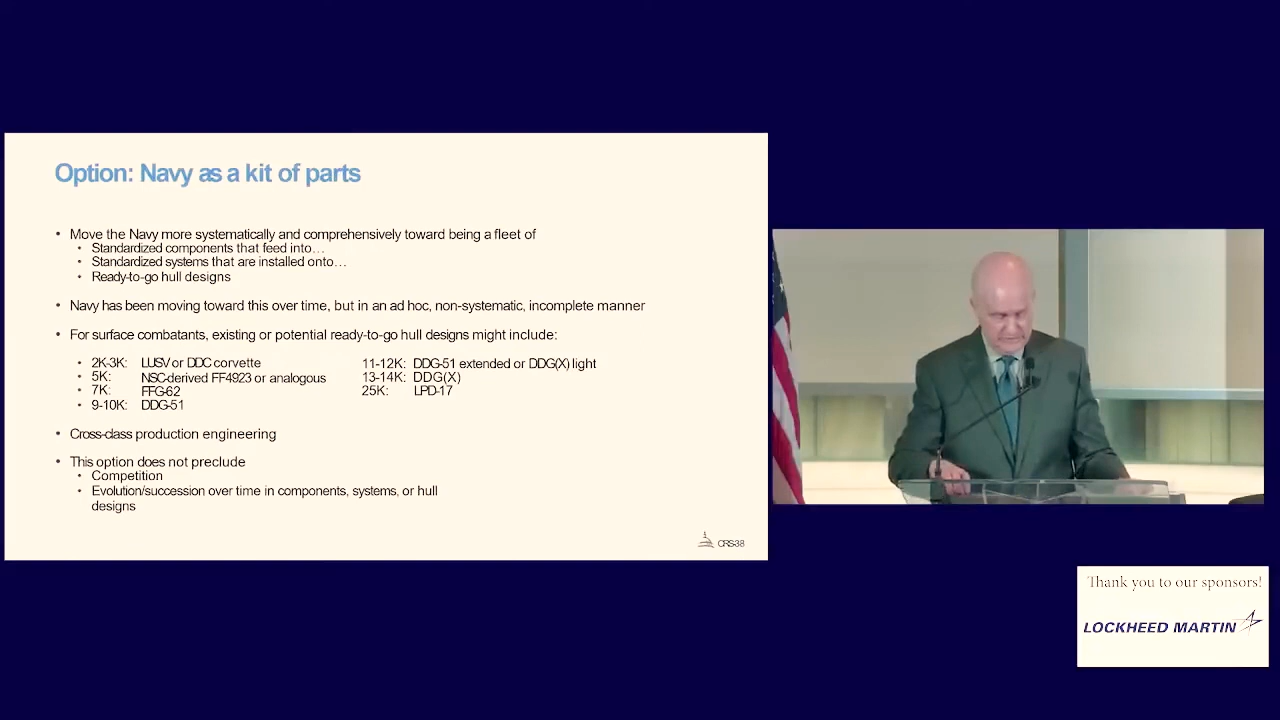 Option: Navy as a kit of parts
• Move the Navy more systematically and comprehensively toward being a fleet of
• Standardized components that feed into…
• Standardized systems that are installed onto…
• Ready-to-go hull designs
• Navy has been moving toward this over time, but in an ad hoc, non-systematic, incomplete manner
• For surface combatants, existing or potential ready-to-go hull designs might include:
• 2K-3K: LUSV or DDC corvette
• 5K: NSC-derived FF4923 or analogous
• 7K: FFG-62
• 9-10K: DDG-51
11-12K: DDG-51 extended or DDG(X) light
13-14K: DDG(X)
25K: LPD-17
• Cross-class production engineering
• This option does not preclude
• Competition
• Evolution/succession over time in components, systems, or hull
designs
CRS-38
Thank you to our sponsors!
LOCKHEED MARTIN